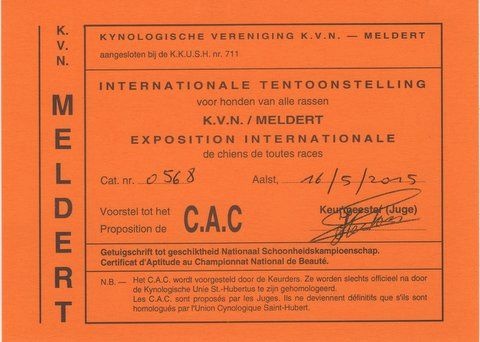 K.
V.
N.
MELDERT
KYNOLOGISCHE VERENIGING K.V.N. — MELDERT
aangesloten bij de K.K.U.S.H. nr. 711
INTERNATIONALE TENTOONSTELLING
voor honden van alle rassen
K.V.N. / MELDERT
EXPOSITION INTERNATIONALE
de chiens de toutes races
Cat. nr. 0568 Aalst, 16/5/2015
Voorstel tot het
Proposition de
C.A.C
Keurmeester (Juge)
Getuigschrift tot geschiktheid Nationaal Schoonheidskampioenschap.
Certificat d'Aptitude au Championnat National de Beauté.
N.B. — Het C.A.C. wordt voorgesteld door de Keurders. Ze worden slechts officieel na door
de Kynologische Unie St.-Hubertus te zijn gehomologeerd.
Les C.A.C. sont proposés par les Juges. Ils ne deviennent définitifs que s'ils sont
homologués par l'Union Cynologique Saint-Hubert.